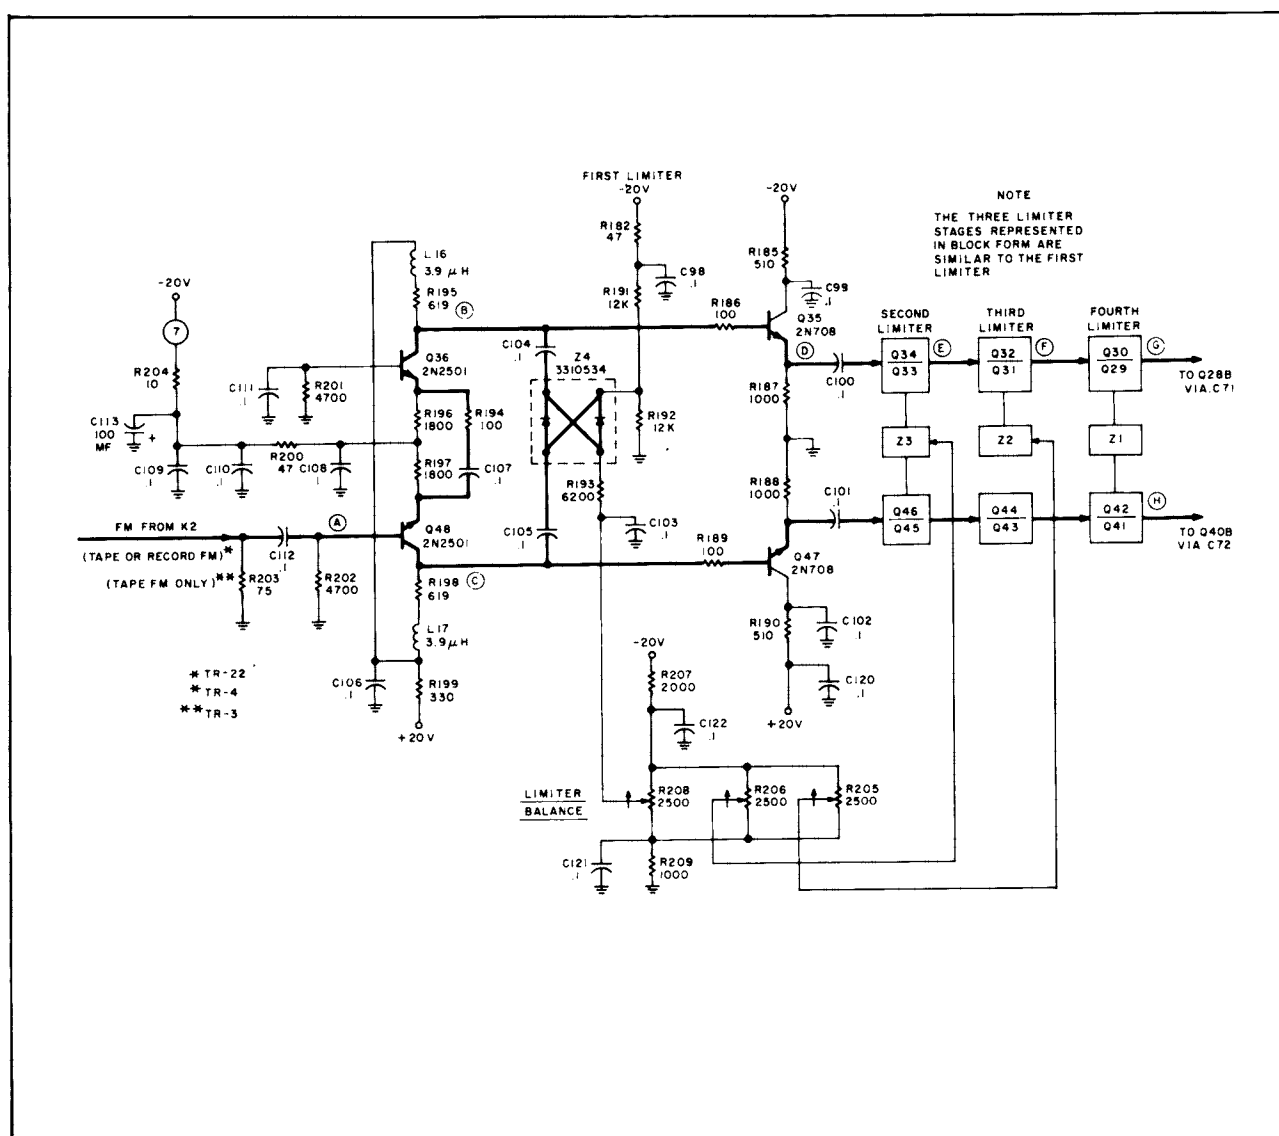 FIRST LIMITER
-20V
-20V
NOTE
THE THREE LIMITER
STAGES REPRESENTED
IN BLOCK FORM ARE
SIMILAR TO THE FIRST
LIMITER
R182
47
L16
3.9 µH
R185
510
C98
.1
C99
.1
-20V
7
R195
619
B
R191
12K
R186
100
Q35
2N708
SECOND
LIMITER
THIRD
LIMITER
FOURTH
LIMITER
C104
.1
D
Q34
Q33
E
Q32
Q31
F
Q30
Q29
G
Q36
2N2501
Z4
3310534
R204
10
C111
.1
R201
4700
C100
.1
TO Q28B
VIA C71
R187
1000
C113
100
MF
+
R196
1800
R194
100
R192
12K
C109
.1
C110
.1
R200
47
C108
.1
R197
1800
C107
.1
Z3
Z2
Z1
R193
6200
R188
1000
C101
.1
A
Q48
2N2501
C105
.1
C103
.1
Q46
Q45
Q44
Q43
Q42
Q41
H
FM FROM K2
(TAPE OR RECORD FM)*
(TAPE FM ONLY)**
C112
.1
R203
75
R202
4700
R189
100
Q47
2N708
TO Q40B
VIA C72
R198
619
C
L17
3.9 µH
R190
510
C102
.1
-20V
* TR-22
* TR-4
** TR-3
C106
.1
R199
330
R207
2000
C120
.1
+20V
C122
.1
+20V
LIMITER
BALANCE
R208
2500
R206
2500
R205
2500
C121
.1
R209
1000